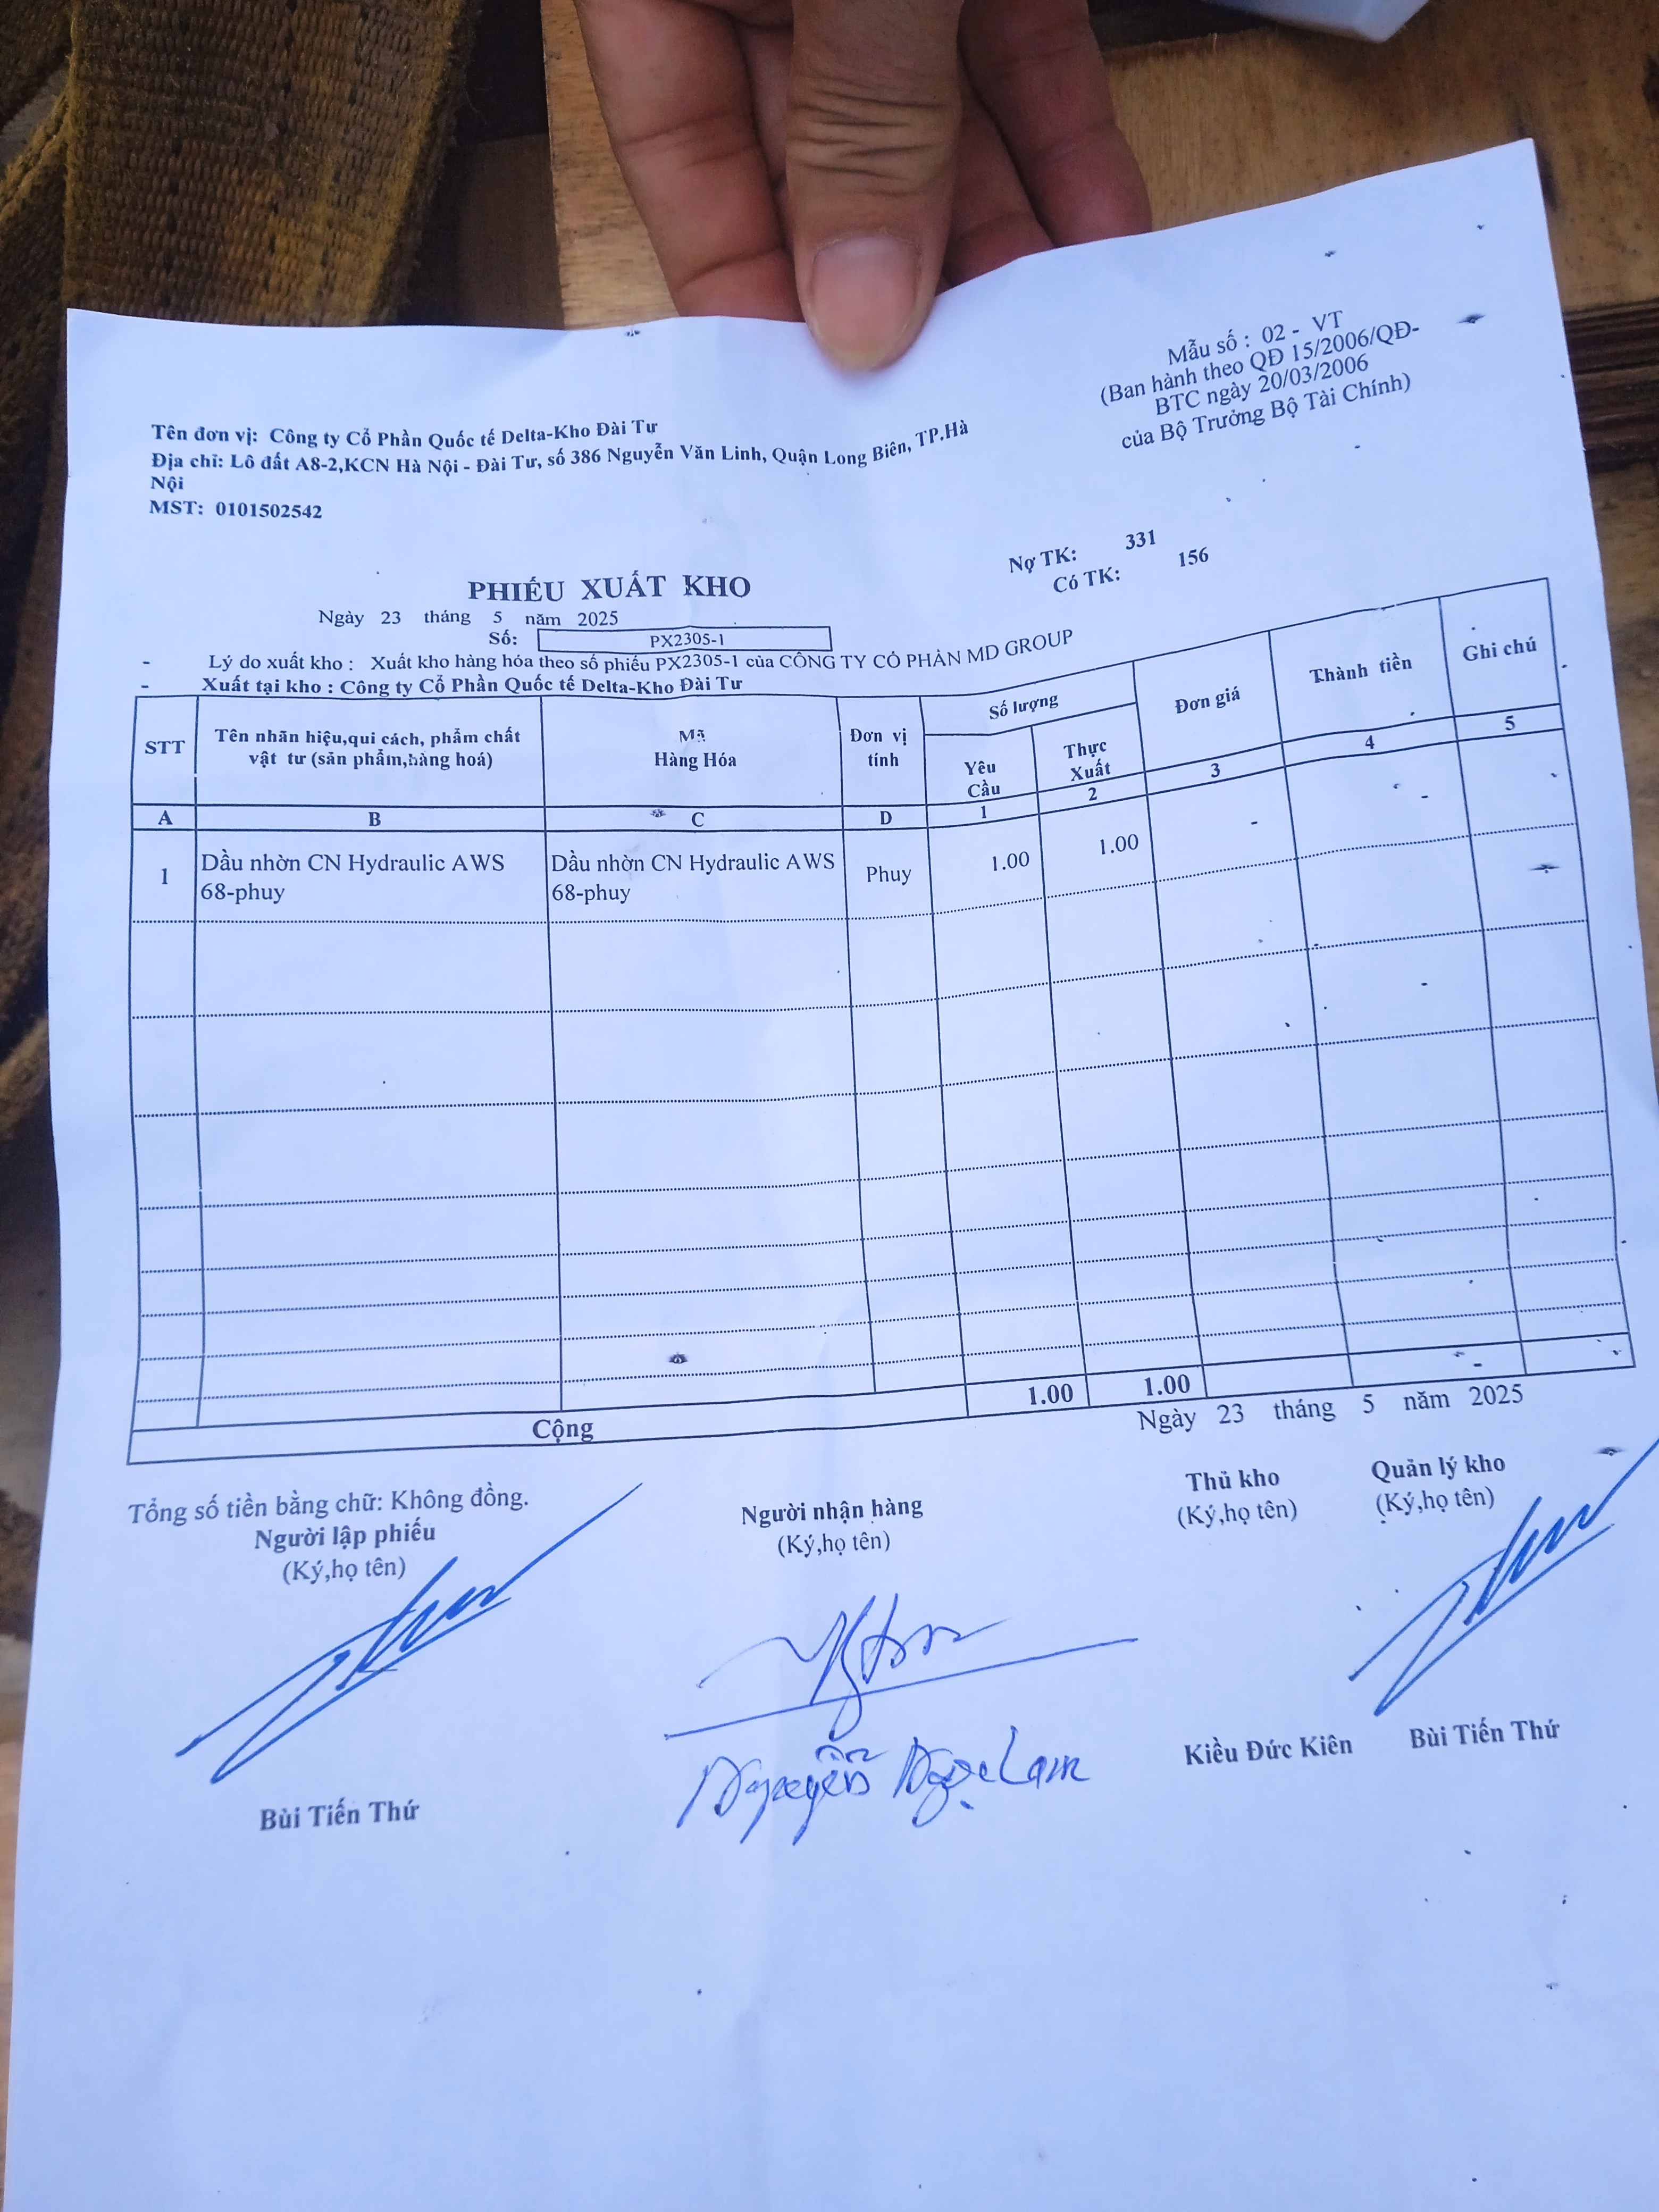 Mẫu số : 02 - VT
(Ban hành theo QĐ 15/2006/QĐ-
BTC ngày 20/03/2006
của Bộ Trưởng Bộ Tài Chính)
Tên đơn vị: Công ty Cổ Phần Quốc tế Delta-Kho Đài Tư
Địa chỉ: Lô đất A8-2,KCN Hà Nội - Đài Tư, số 386 Nguyễn Văn Linh, Quận Long Biên, TP.Hà
Nội
MST: 0101502542
Nợ TK: 331
Có TK: 156
PHIẾU XUẤT KHO
Ngày 23 tháng 5 năm 2025
Số: PX2305-1
- Lý do xuất kho : Xuất kho hàng hóa theo số phiếu PX2305-1 của CÔNG TY CỔ PHẦN MD GROUP
- Xuất tại kho : Công ty Cổ Phần Quốc tế Delta-Kho Đài Tư
STT Tên nhãn hiệu,qui cách, phẩm chất vật tư (sản phẩm,hàng hoá) Mã Hàng Hóa Đơn vị tính Số lượng Đơn giá Thành tiền Ghi chú
Yêu Cầu Thực Xuất
A B C D 1 2 3 4 5
1 Dầu nhờn CN Hydraulic AWS 68-phuy Dầu nhờn CN Hydraulic AWS 68-phuy Phuy 1.00 1.00 - -
-
Cộng 1.00 1.00 -
Ngày 23 tháng 5 năm 2025
Tổng số tiền bằng chữ: Không đồng.
Người lập phiếu Người nhận hàng Thủ kho Quản lý kho
(Ký,họ tên) (Ký,họ tên) (Ký,họ tên) (Ký,họ tên)
Bùi Tiến Thứ Nguyễn Ngọc Lam Kiều Đức Kiên Bùi Tiến Thứ